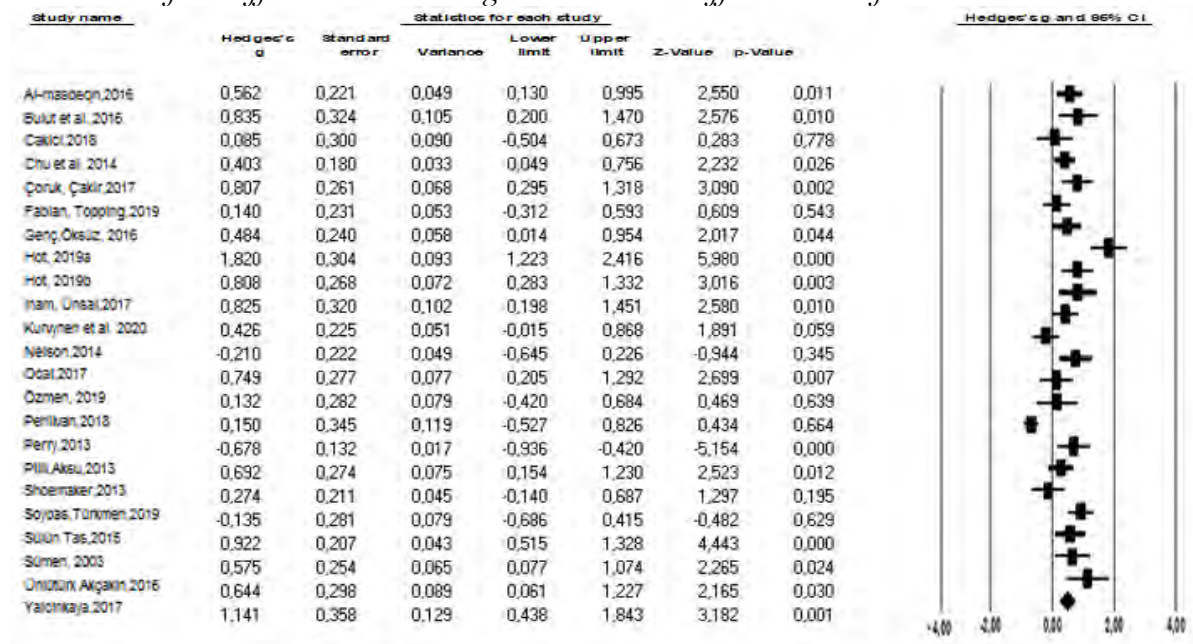 Study name Statistics for each study Hedges's g and 95% CI
Hedges's g Standard error Variance Lower limit Upper limit Z-Value p-Value
Al-masdeqin,2016 0,562 0,221 0,049 0,130 0,995 2,550 0,011
Bulut et al. 2016 0,835 0,324 0,105 0,200 1,470 2,576 0,010
Cakici,2018 0,085 0,300 0,090 -0,504 0,673 0,283 0,778
Chu et al. 2014 0,403 0,180 0,033 0,049 0,756 2,232 0,026
Çoruk, Çakir,2017 0,807 0,261 0,068 0,295 1,318 3,090 0,002
Fabian, Topping,2019 0,140 0,231 0,053 -0,312 0,593 0,609 0,543
Genç,Öksüz, 2016 0,484 0,240 0,058 0,014 0,954 2,017 0,044
Hot, 2019a 1,820 0,304 0,093 1,223 2,416 5,980 0,000
Hot, 2019b 0,808 0,268 0,072 0,283 1,332 3,016 0,003
Inam, Ünsal,2017 0,825 0,320 0,102 0,198 1,451 2,580 0,010
Kurvynen et al. 2020 0,426 0,225 0,051 -0,015 0,868 1,891 0,059
Nelson,2014 -0,210 0,222 0,049 -0,645 0,226 -0,944 0,345
Ocal,2017 0,749 0,277 0,077 0,205 1,292 2,699 0,007
Özmen, 2019 0,132 0,282 0,079 -0,420 0,684 0,469 0,639
Pehlivan,2018 0,150 0,345 0,119 -0,527 0,826 0,434 0,664
Perry,2013 -0,678 0,132 0,017 -0,936 -0,420 -5,154 0,000
Pilli,Aksu,2013 0,692 0,274 0,075 0,154 1,230 2,523 0,012
Shoemaker,2013 0,274 0,211 0,045 -0,140 0,687 1,297 0,195
Soypas,Türkmen,2019 -0,135 0,281 0,079 -0,686 0,415 -0,482 0,629
Sülün Tas,2015 0,922 0,207 0,043 0,515 1,328 4,443 0,000
Sümen, 2003 0,575 0,254 0,065 0,077 1,074 2,265 0,024
Ünlütürk Akçakin,2016 0,644 0,298 0,089 0,061 1,227 2,165 0,030
Yalcinkaya,2017 1,141 0,358 0,129 0,438 1,843 3,182 0,001
-4,00 -2,00 0,00 2,00 4,00